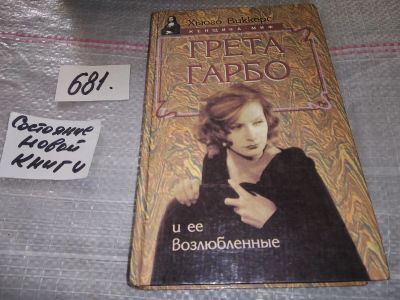 Хьюго Виккерс
ЖЕНЩИНА-МИФ
ГРЕТА
ГАРБО
и ее
Возлюбленные
681.
Состояние
новой
книги